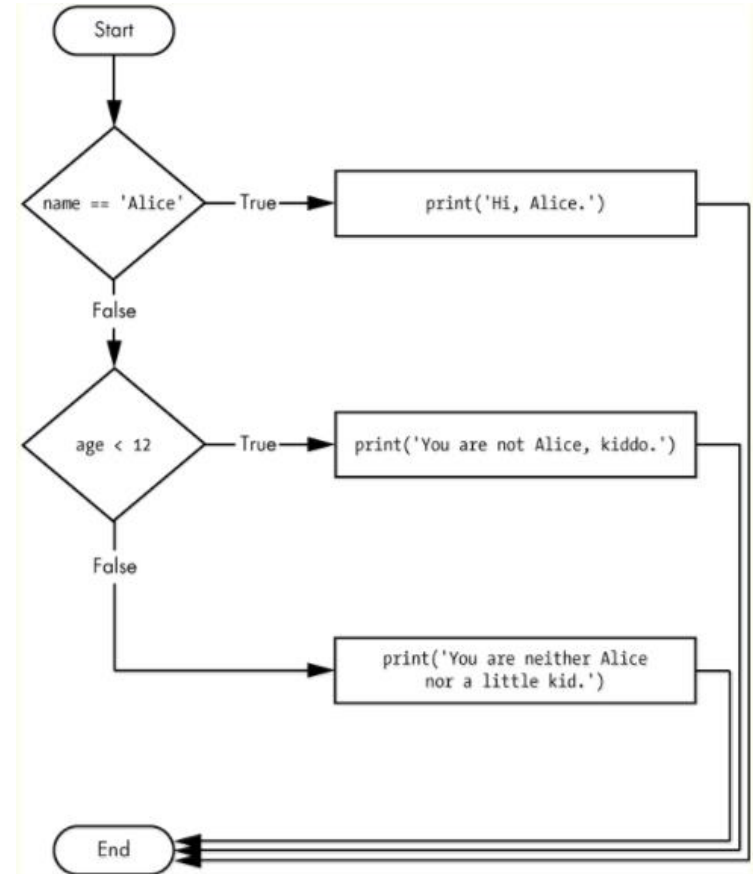 Start
name == 'Alice'
True
print('Hi, Alice.')
False
age < 12
True
print('You are not Alice, kiddo.')
False
print('You are neither Alice
nor a little kid.')
End